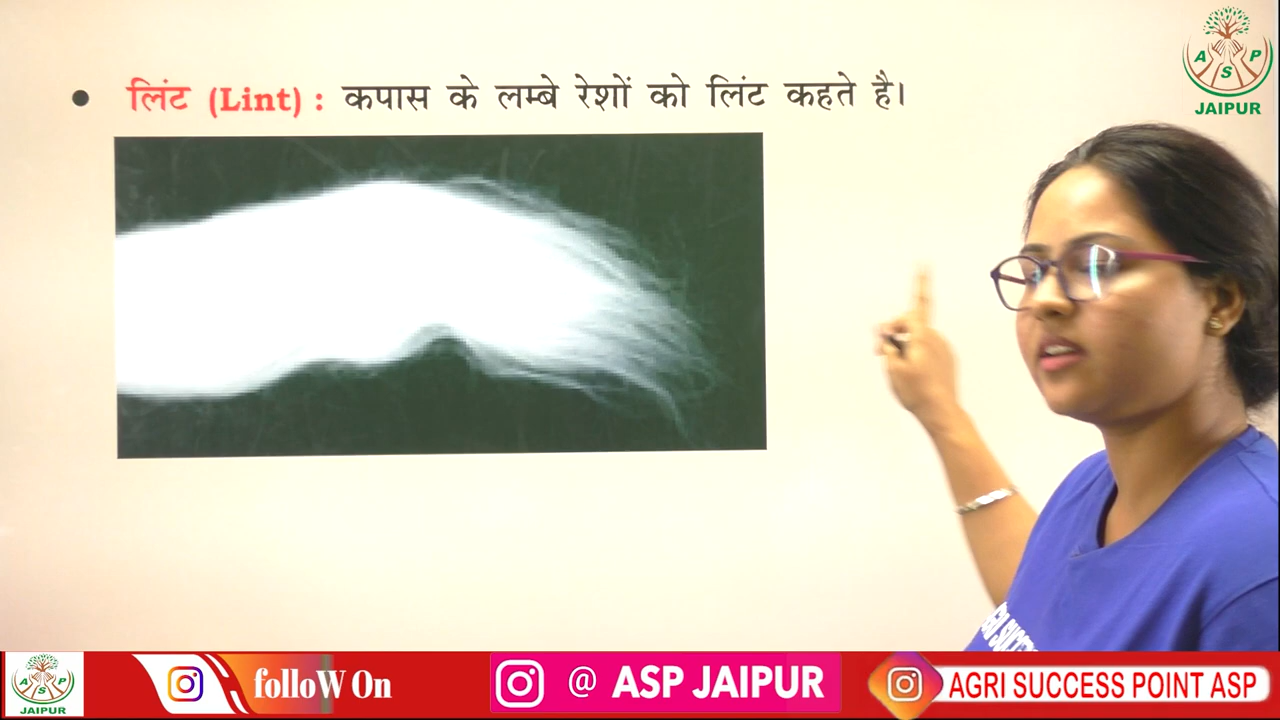 A S P
JAIPUR
• लिंट (Lint) : कपास के लम्बे रेशों को लिंट कहते है।
A S P
JAIPUR
folloW On
@ ASP JAIPUR
AGRI SUCCESS POINT ASP